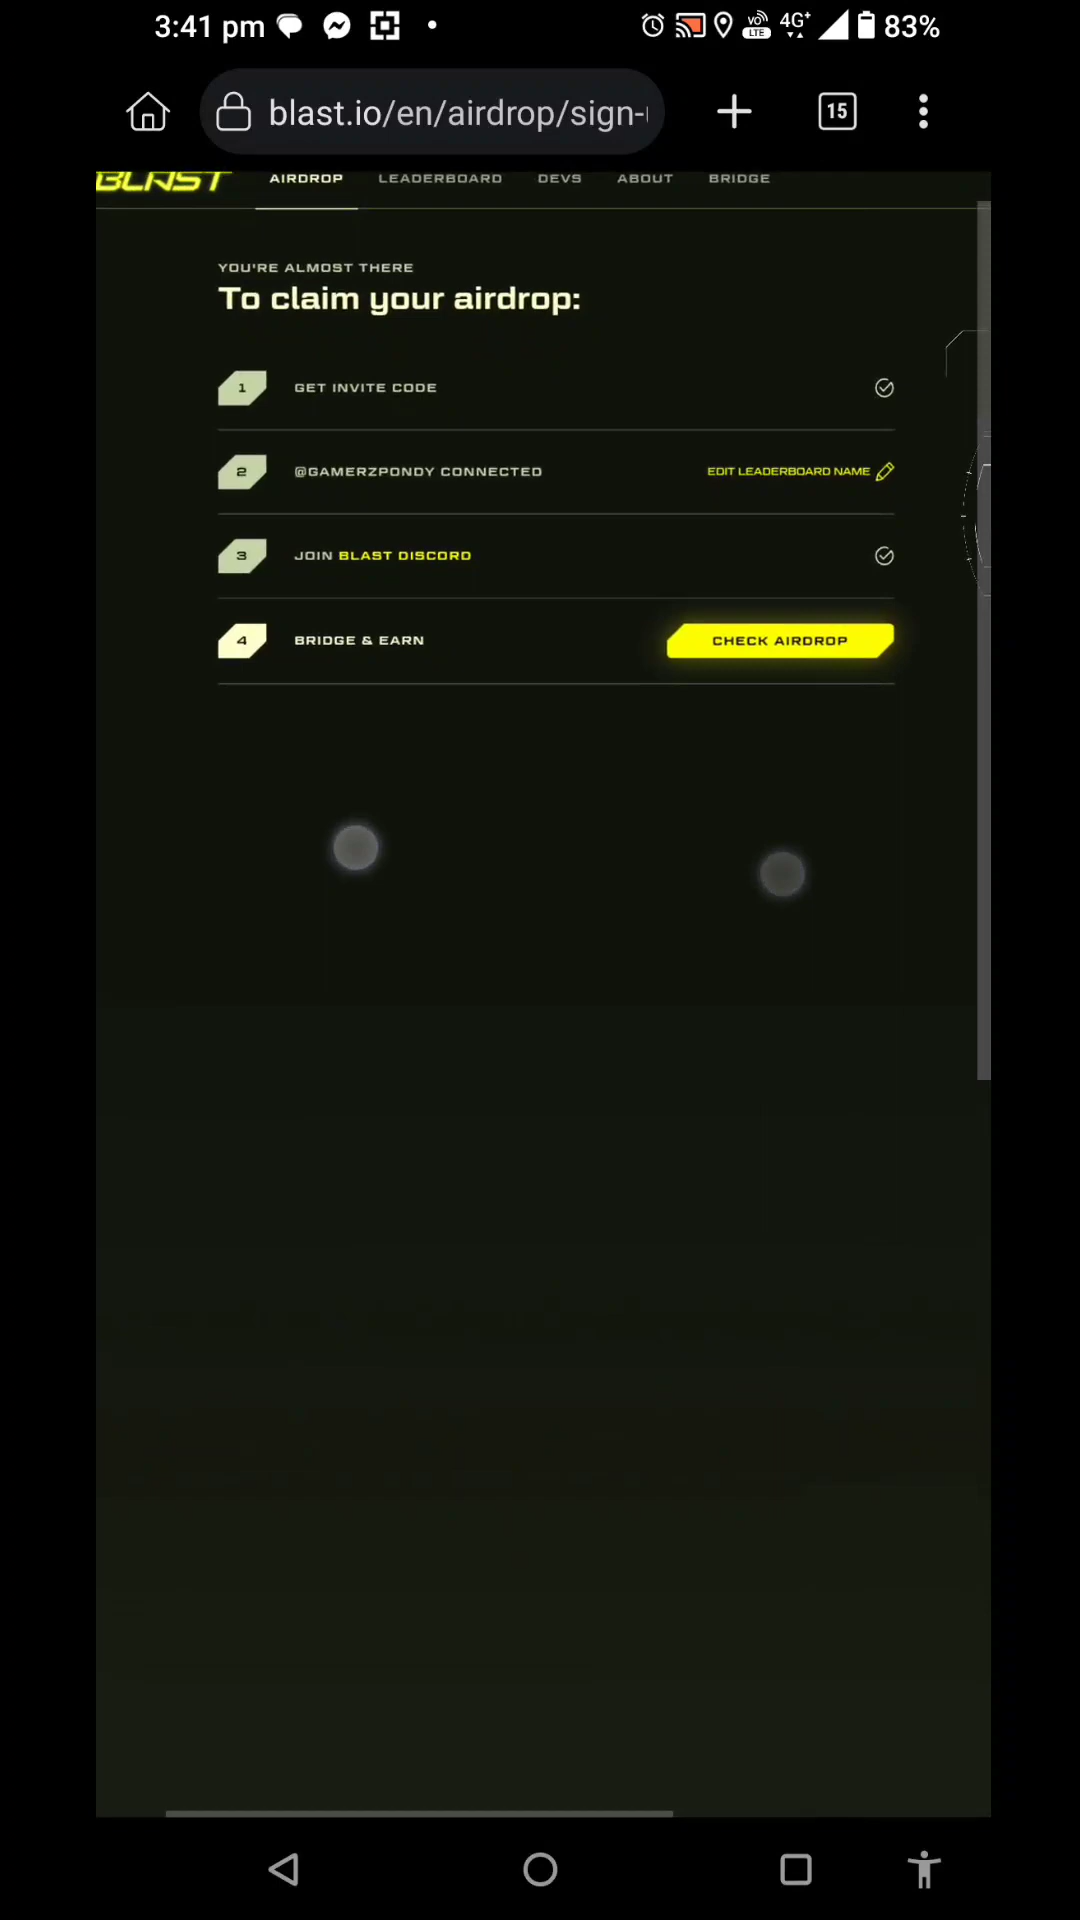 3:41 pm
VO LTE 4G+ 83%
blast.io/en/airdrop/sign-
15
BLAST AIRDROP LEADERBOARD DEVS ABOUT BRIDGE
YOU'RE ALMOST THERE
To claim your airdrop:
1 GET INVITE CODE
2 @GAMERZPONDY CONNECTED EDIT LEADERBOARD NAME
3 JOIN BLAST DISCORD
4 BRIDGE & EARN CHECK AIRDROP